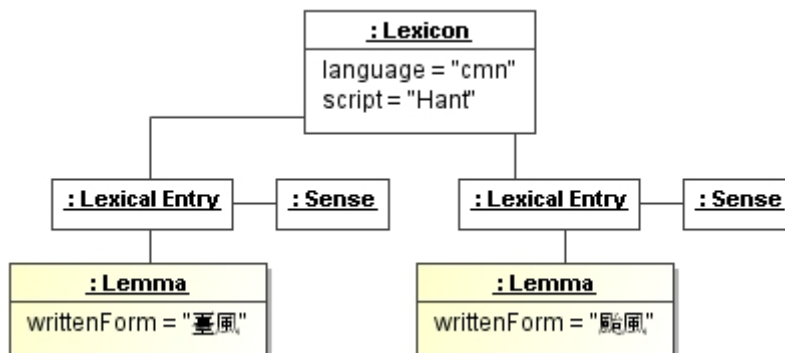 : Lexicon
language = "cmn"
script = "Hant"
: Lexical Entry
: Sense
: Lexical Entry
: Sense
: Lemma
writtenForm = "臺風"
: Lemma
writtenForm = "颱風"